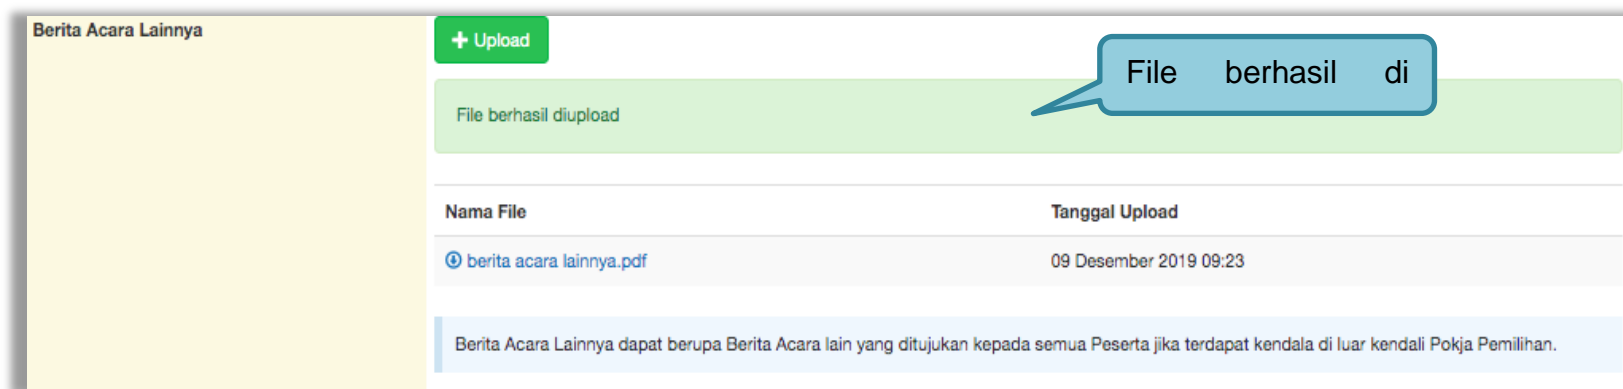 Berita Acara Lainnya
+ Upload
File berhasil di
File berhasil diupload
Nama File Tanggal Upload
berita acara lainnya.pdf 09 Desember 2019 09:23
Berita Acara Lainnya dapat berupa Berita Acara lain yang ditujukan kepada semua Peserta jika terdapat kendala di luar kendali Pokja Pemilihan.